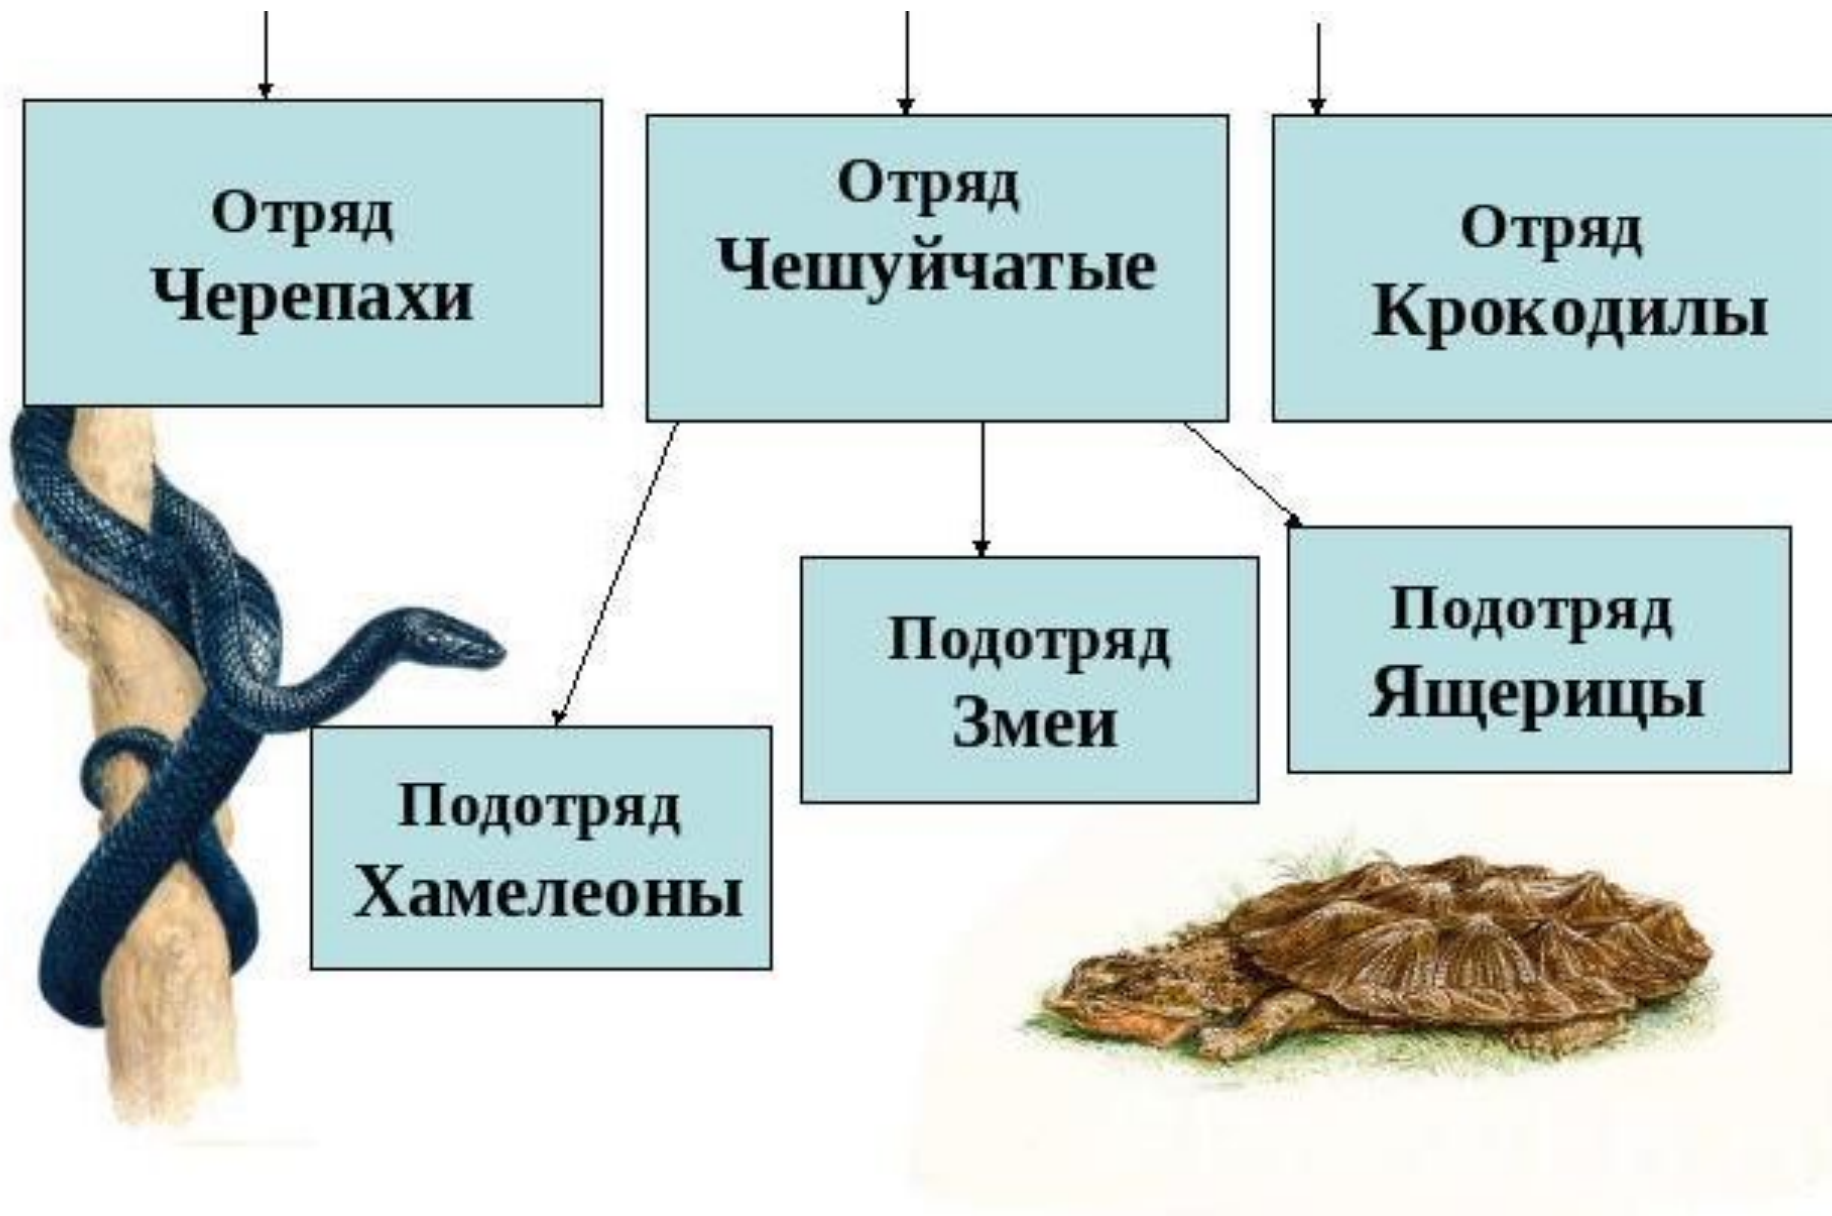 Отряд
Черепахи
Отряд
Чешуйчатые
Отряд
Крокодилы
Подотряд
Хамелеоны
Подотряд
Змеи
Подотряд
Ящерицы